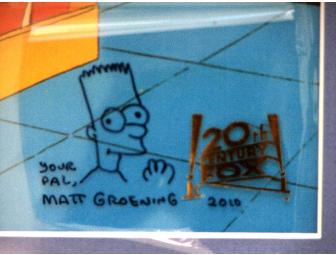 YOUR
PAL,
MATT GROENING
2010
20th
CENTURY
FOX